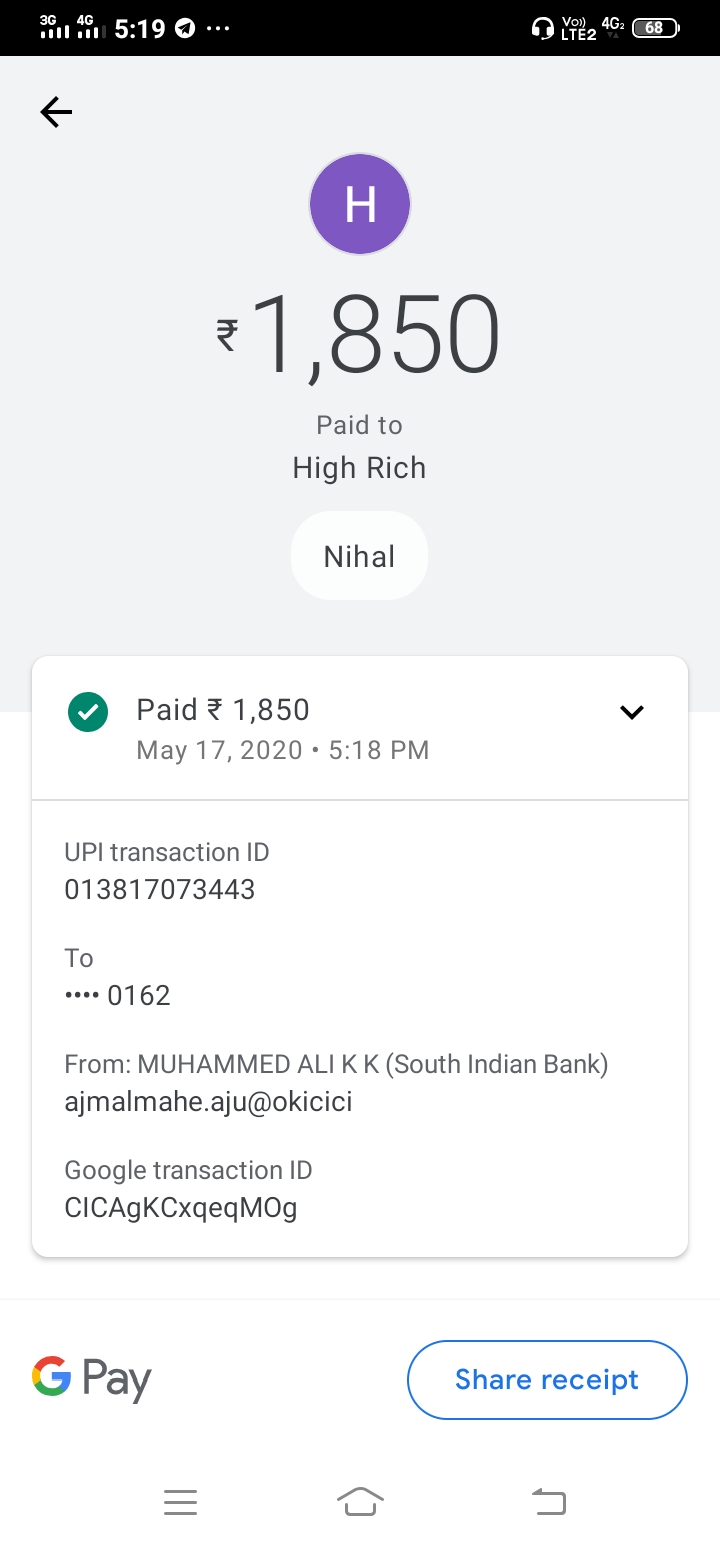 3G 4G 5:19 ... Vo)) LTE2 4G2 68
H
₹1,850
Paid to
High Rich
Nihal
Paid ₹ 1,850
May 17, 2020 • 5:18 PM
UPI transaction ID
013817073443
To
•••• 0162
From: MUHAMMED ALI K K (South Indian Bank)
ajmalmahe.aju@okicici
Google transaction ID
CICAgKCxqeqMOg
G Pay
Share receipt